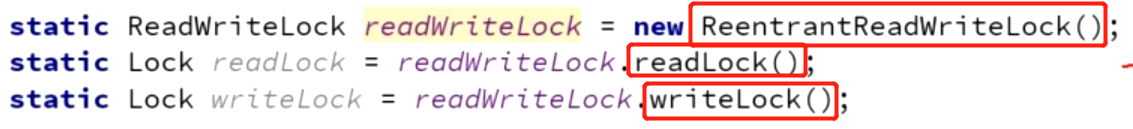 static ReadWriteLock readWriteLock = new ReentrantReadWriteLock();
static Lock readLock = readWriteLock.readLock();
static Lock writeLock = readWriteLock.writeLock();